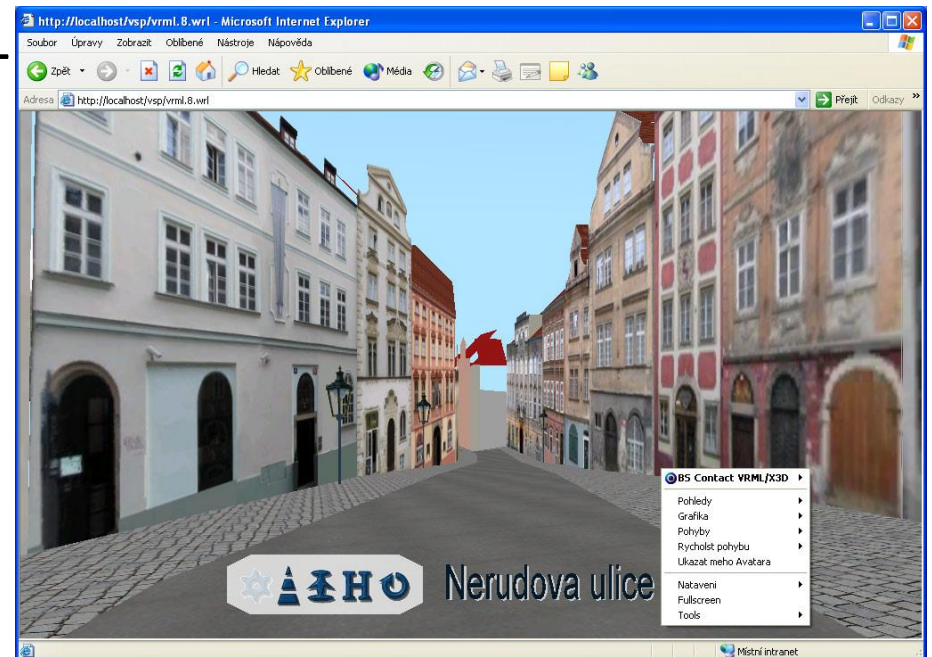 http://localhost/vsp/vrml.8.wrl - Microsoft Internet Explorer
Soubor Úpravy Zobrazit Oblíbené Nástroje Nápověda
Zpět Hledat Oblíbené Média
Adresa http://localhost/vsp/vrml.8.wrl Přejít Odkazy »
BS Contact VRML/X3D
Pohledy
Grafika
Pohyby
Rycholst pohybu
Ukazat meho Avatara
Nataveni
Fullscreen
Tools
Nerudova ulice
Místní intranet